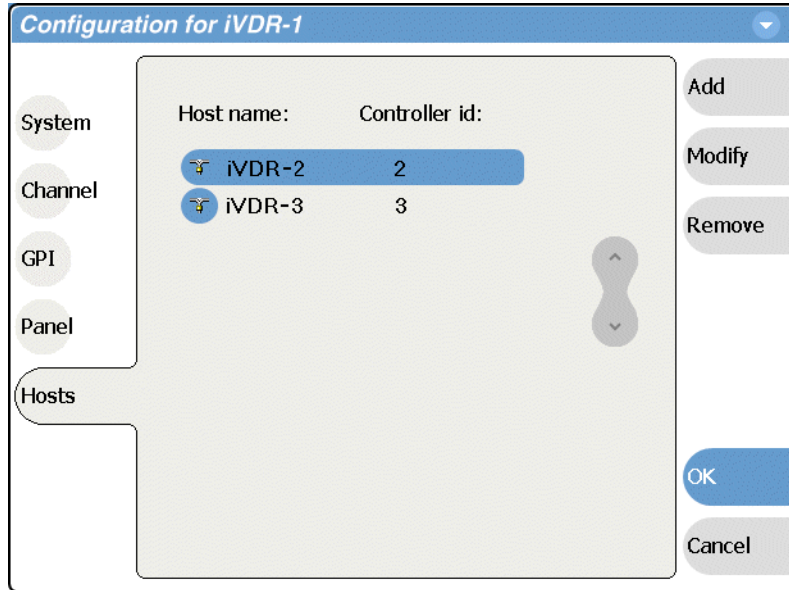 Configuration for iVDR-1
System
Channel
GPI
Panel
Hosts
Host name: Controller id:
iVDR-2 2
iVDR-3 3
Add
Modify
Remove
OK
Cancel